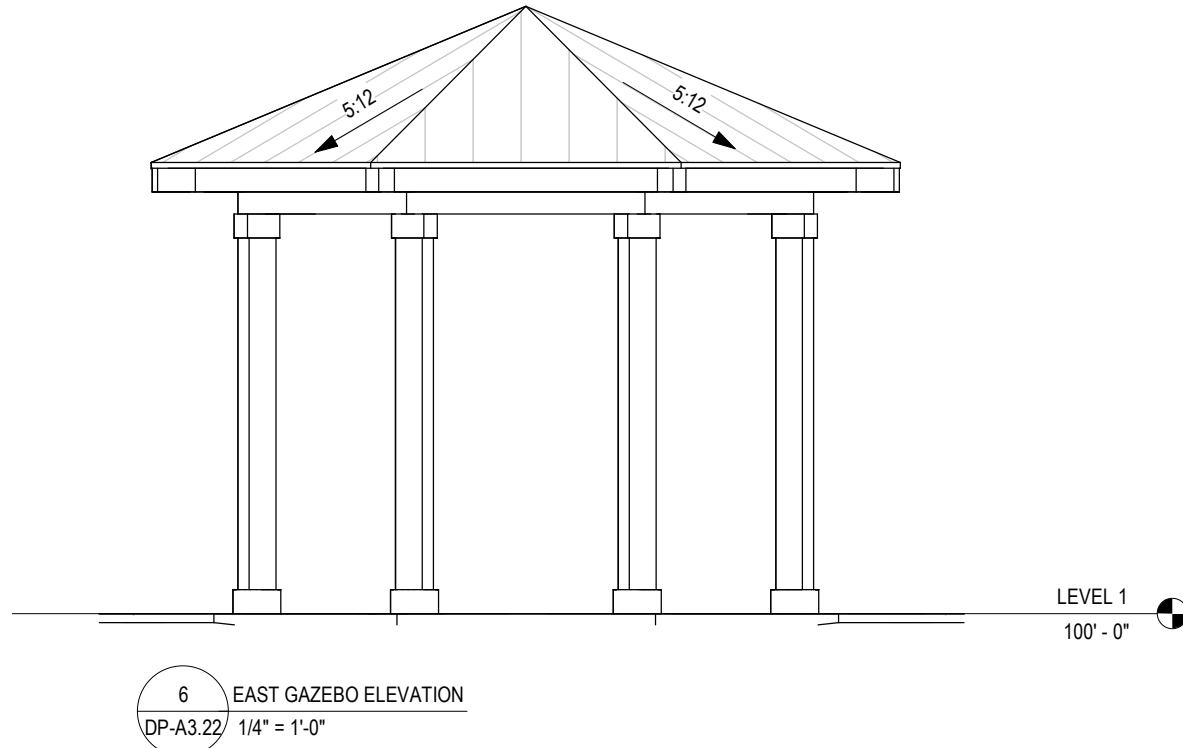 5:12
5:12
LEVEL 1
100' - 0"
6
EAST GAZEBO ELEVATION
DP-A3.22
1/4" = 1'-0"